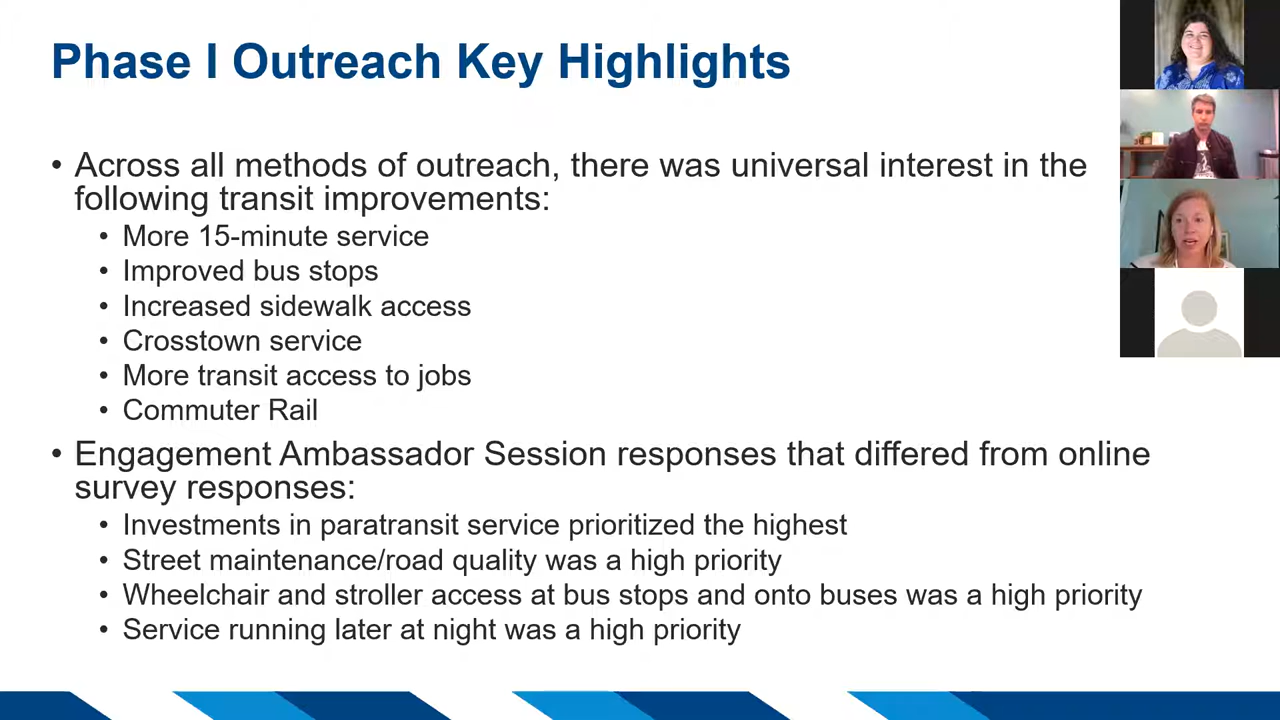 Phase I Outreach Key Highlights
• Across all methods of outreach, there was universal interest in the
following transit improvements:
• More 15-minute service
• Improved bus stops
• Increased sidewalk access
• Crosstown service
• More transit access to jobs
• Commuter Rail
• Engagement Ambassador Session responses that differed from online
survey responses:
• Investments in paratransit service prioritized the highest
• Street maintenance/road quality was a high priority
• Wheelchair and stroller access at bus stops and onto buses was a high priority
• Service running later at night was a high priority